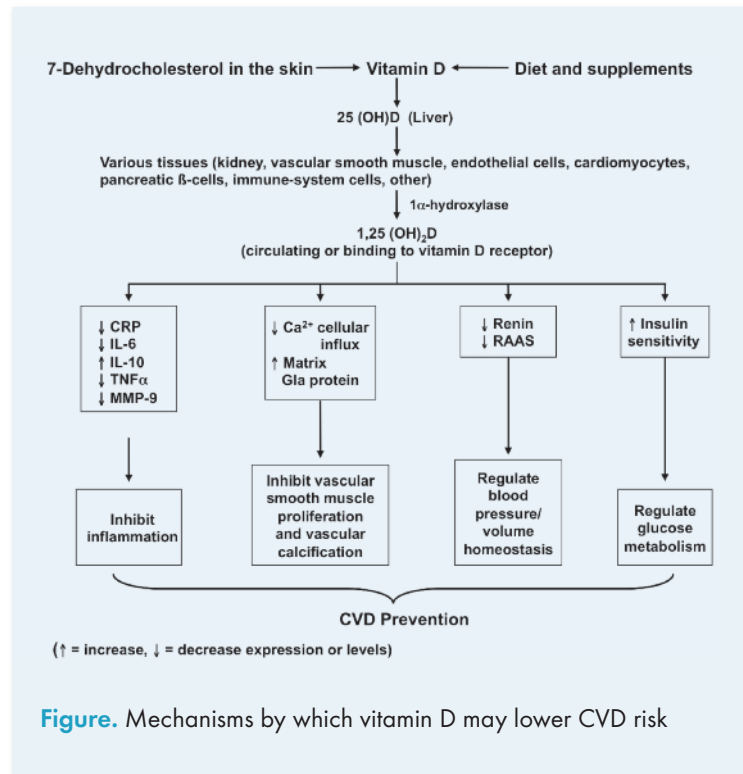 7-Dehydrocholesterol in the skin → Vitamin D ← Diet and supplements
25 (OH)D (Liver)
Various tissues (kidney, vascular smooth muscle, endothelial cells, cardiomyocytes,
pancreatic ß-cells, immune-system cells, other)
1α-hydroxylase
1,25 (OH)₂D
(circulating or binding to vitamin D receptor)
↓ CRP
↓ IL-6
↑ IL-10
↓ TNFα
↓ MMP-9
↓ Ca²⁺ cellular
influx
↑ Matrix
Gla protein
↓ Renin
↓ RAAS
↑ Insulin
sensitivity
Inhibit
inflammation
Inhibit vascular
smooth muscle
proliferation
and vascular
calcification
Regulate
blood
pressure/
volume
homeostasis
Regulate
glucose
metabolism
CVD Prevention
(↑ = increase, ↓ = decrease expression or levels)
Figure. Mechanisms by which vitamin D may lower CVD risk